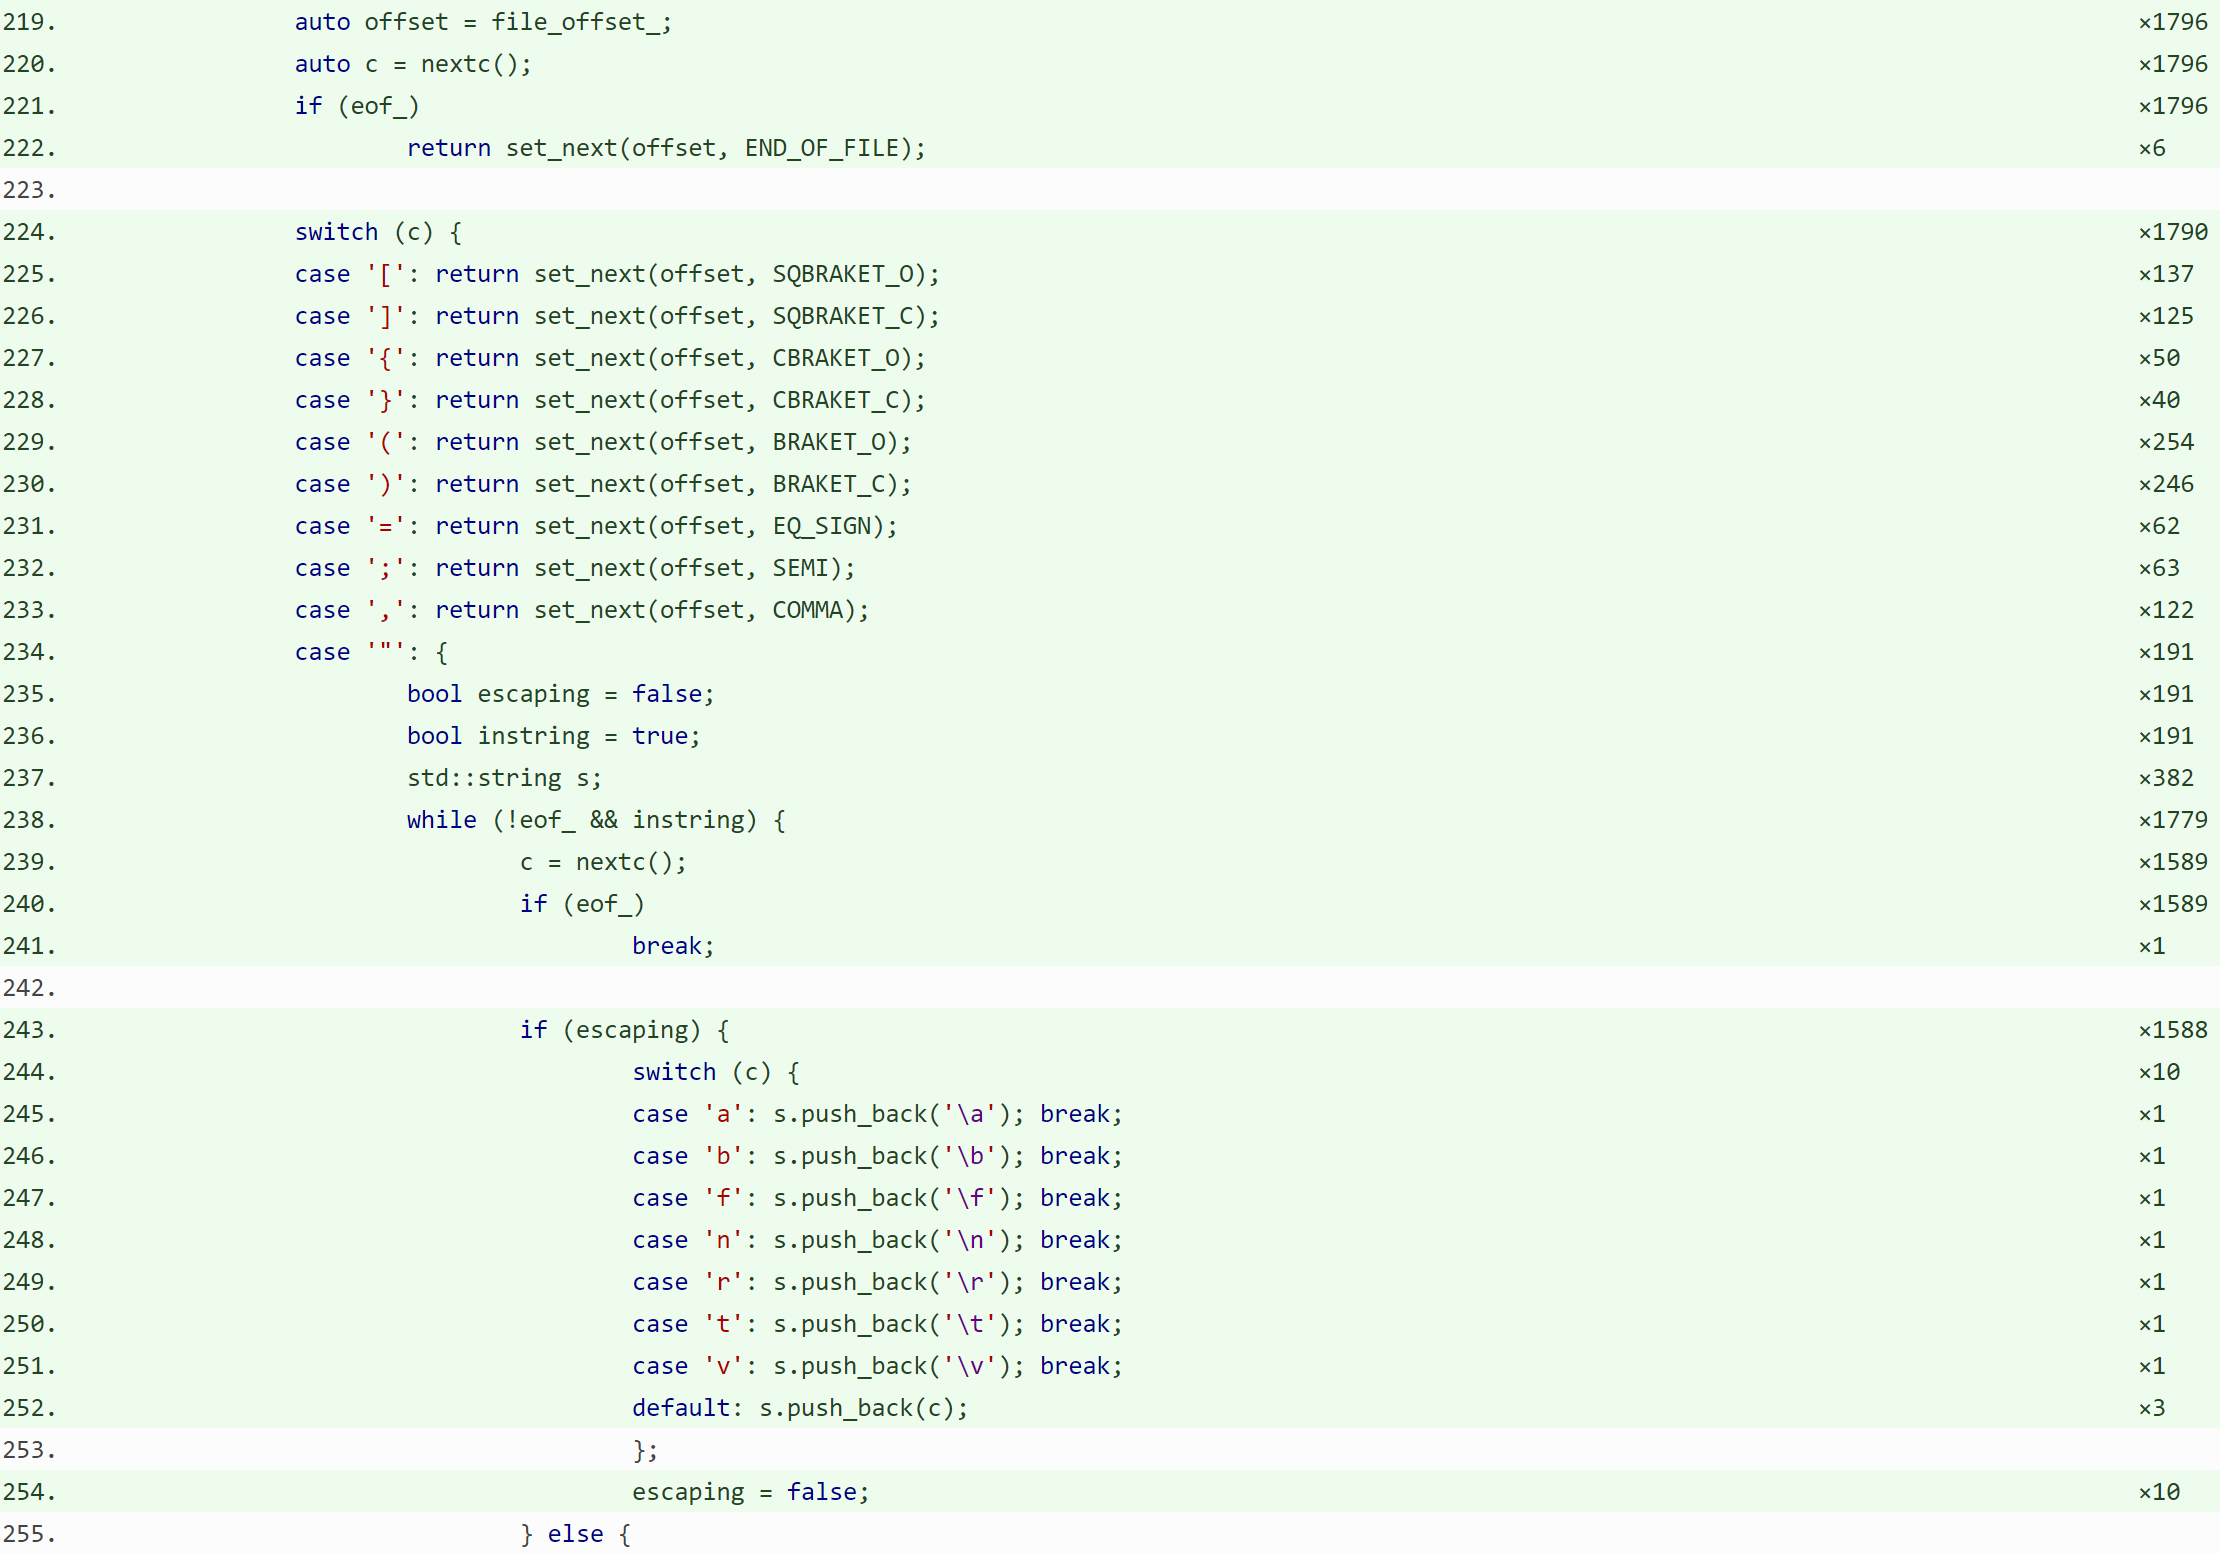 219. auto offset = file_offset_; ×1796
220. auto c = nextc(); ×1796
221. if (eof_) ×1796
222. return set_next(offset, END_OF_FILE); ×6
223.
224. switch (c) { ×1790
225. case '[': return set_next(offset, SQBRAKET_O); ×137
226. case ']': return set_next(offset, SQBRAKET_C); ×125
227. case '{': return set_next(offset, CBRAKET_O); ×50
228. case '}': return set_next(offset, CBRAKET_C); ×40
229. case '(': return set_next(offset, BRAKET_O); ×254
230. case ')': return set_next(offset, BRAKET_C); ×246
231. case '=': return set_next(offset, EQ_SIGN); ×62
232. case ';': return set_next(offset, SEMI); ×63
233. case ',': return set_next(offset, COMMA); ×122
234. case '"': { ×191
235. bool escaping = false; ×191
236. bool instring = true; ×191
237. std::string s; ×382
238. while (!eof_ && instring) { ×1779
239. c = nextc(); ×1589
240. if (eof_) ×1589
241. break; ×1
242.
243. if (escaping) { ×1588
244. switch (c) { ×10
245. case 'a': s.push_back('\a'); break; ×1
246. case 'b': s.push_back('\b'); break; ×1
247. case 'f': s.push_back('\f'); break; ×1
248. case 'n': s.push_back('\n'); break; ×1
249. case 'r': s.push_back('\r'); break; ×1
250. case 't': s.push_back('\t'); break; ×1
251. case 'v': s.push_back('\v'); break; ×1
252. default: s.push_back(c); ×3
253. };
254. escaping = false; ×10
255. } else {